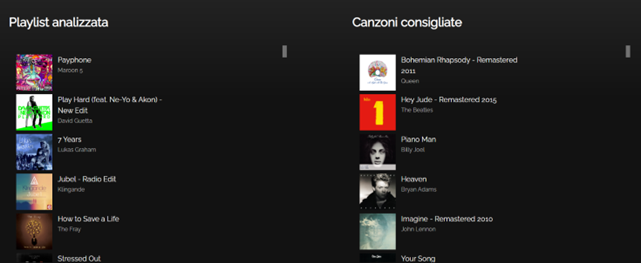 Playlist analizzata
Payphone
Maroon 5
Play Hard (feat. Ne-Yo & Akon) -
New Edit
David Guetta
7 Years
Lukas Graham
Jubel - Radio Edit
Klingande
How to Save a Life
The Fray
Stressed Out
Canzoni consigliate
Bohemian Rhapsody - Remastered
2011
Queen
1
Hey Jude - Remastered 2015
The Beatles
Piano Man
Billy Joel
Heaven
Bryan Adams
Imagine - Remastered 2010
John Lennon
Your Song